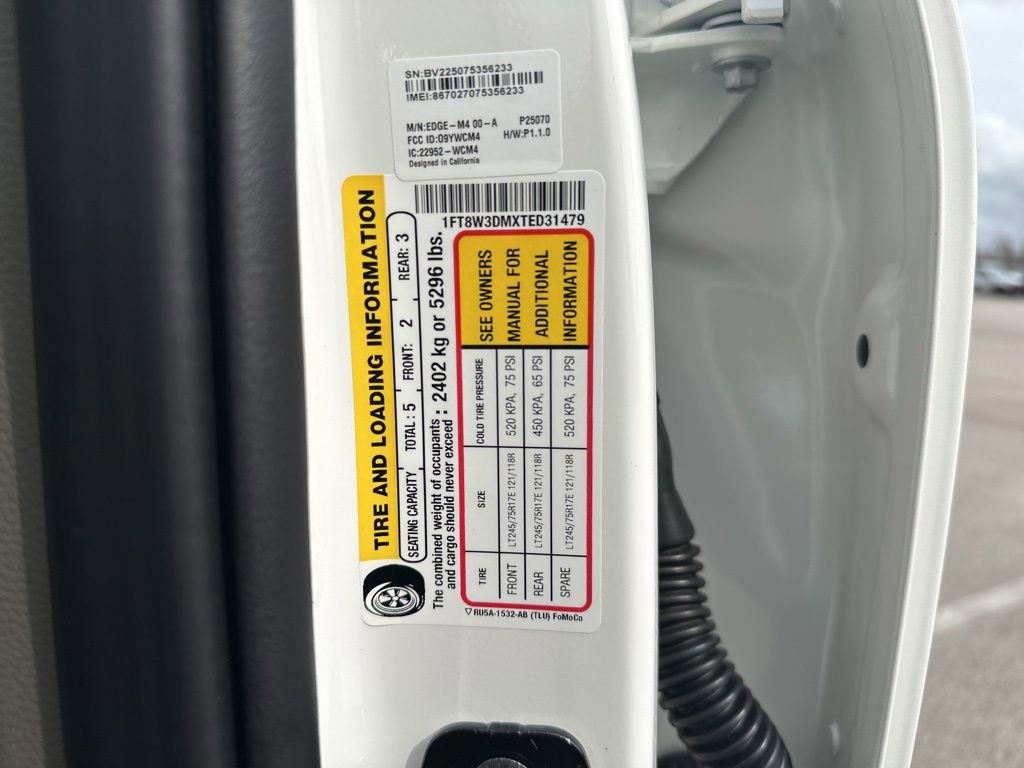 SN:BV225075356233
IMEI:867027075356233
M/N:EDGE-M4 00-A P25070
FCC ID:O9YWCM4 H/W:P1.1.0
IC:22952-WCM4
Designed in California
1FT8W3DMXTED31479
TIRE AND LOADING INFORMATION
SEATING CAPACITY TOTAL : 5 FRONT: 2 REAR: 3
The combined weight of occupants
and cargo should never exceed : 2402 kg or 5296 lbs.
TIRE SIZE COLD TIRE PRESSURE
FRONT LT245/75R17E 121/118R 520 KPA, 75 PSI
REAR LT245/75R17E 121/118R 450 KPA, 65 PSI
SPARE LT245/75R17E 121/118R 520 KPA, 75 PSI
SEE OWNERS
MANUAL FOR
ADDITIONAL
INFORMATION
RU5A-1532-AB (TLU) FoMoCo